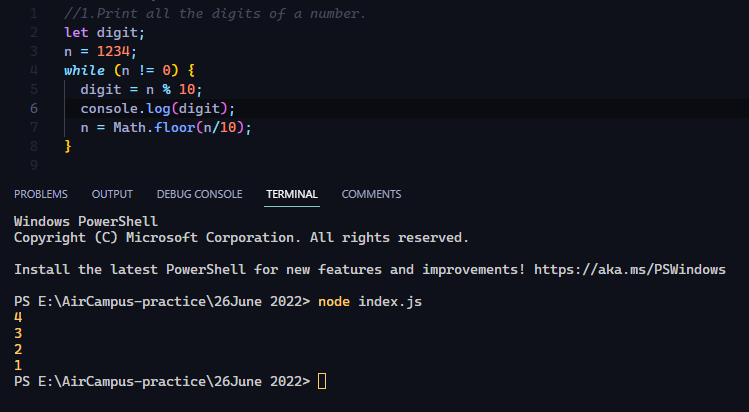 1 //1.Print all the digits of a number.
2 let digit;
3 n = 1234;
4 while (n != 0) {
5 digit = n % 10;
6 console.log(digit);
7 n = Math.floor(n/10);
8 }
9
PROBLEMS OUTPUT DEBUG CONSOLE TERMINAL COMMENTS
Windows PowerShell
Copyright (C) Microsoft Corporation. All rights reserved.
Install the latest PowerShell for new features and improvements! https://aka.ms/PSWindows
PS E:\AirCampus-practice\26June 2022> node index.js
4
3
2
1
PS E:\AirCampus-practice\26June 2022>